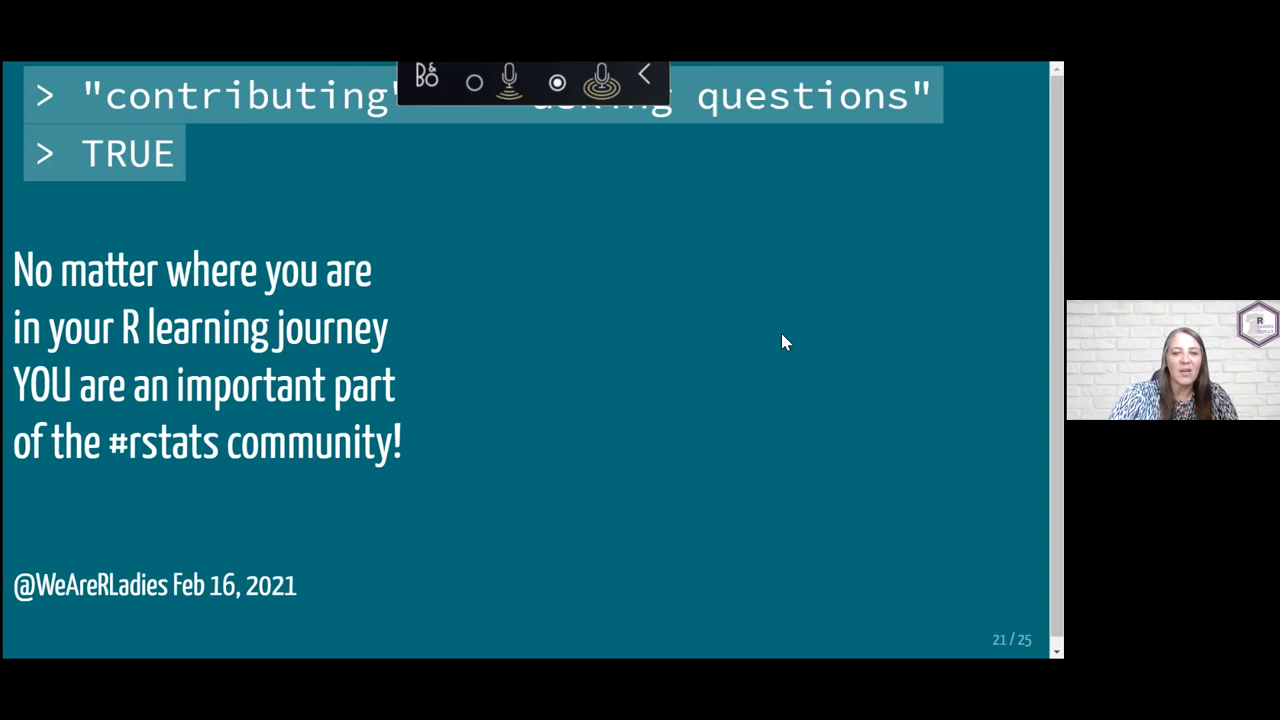 > "contributing" questions"
> TRUE
No matter where you are
in your R learning journey
YOU are an important part
of the #rstats community!
@WeAreRLadies Feb 16, 2021
21 / 25
R